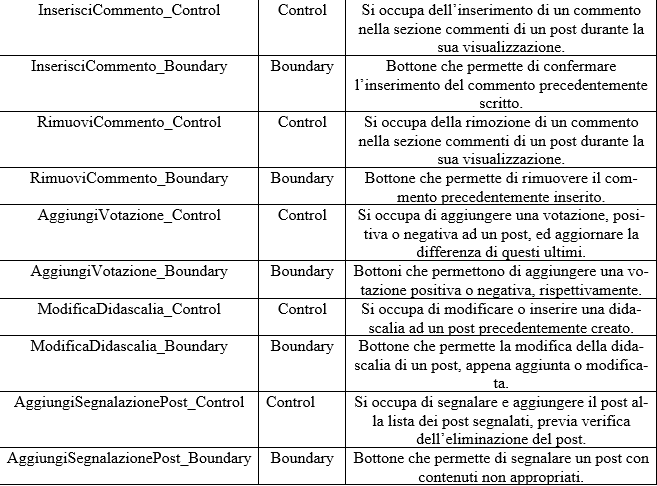 InserisciCommento_Control Control Si occupa dell'inserimento di un commento
nella sezione commenti di un post durante la
sua visualizzazione.
InserisciCommento_Boundary Boundary Bottone che permette di confermare
l'inserimento del commento precedentemente
scritto.
RimuoviCommento_Control Control Si occupa della rimozione di un commento
nella sezione commenti di un post durante la
sua visualizzazione.
RimuoviCommento_Boundary Boundary Bottone che permette di rimuovere il com-
mento precedentemente inserito.
AggiungiVotazione_Control Control Si occupa di aggiungere una votazione, posi-
tiva o negativa ad un post, ed aggiornare la
differenza di questi ultimi.
AggiungiVotazione_Boundary Boundary Bottoni che permettono di aggiungere una vo-
tazione positiva o negativa, rispettivamente.
ModificaDidascalia_Control Control Si occupa di modificare o inserire una dida-
scalia ad un post precedentemente creato.
ModificaDidascalia_Boundary Boundary Bottone che permette la modifica della dida-
scalia di un post, appena aggiunta o modifica-
ta.
AggiungiSegnalazionePost_Control Control Si occupa di segnalare e aggiungere il post al-
la lista dei post segnalati, previa verifica
dell'eliminazione del post.
AggiungiSegnalazionePost_Boundary Boundary Bottone che permette di segnalare un post con
contenuti non appropriati.